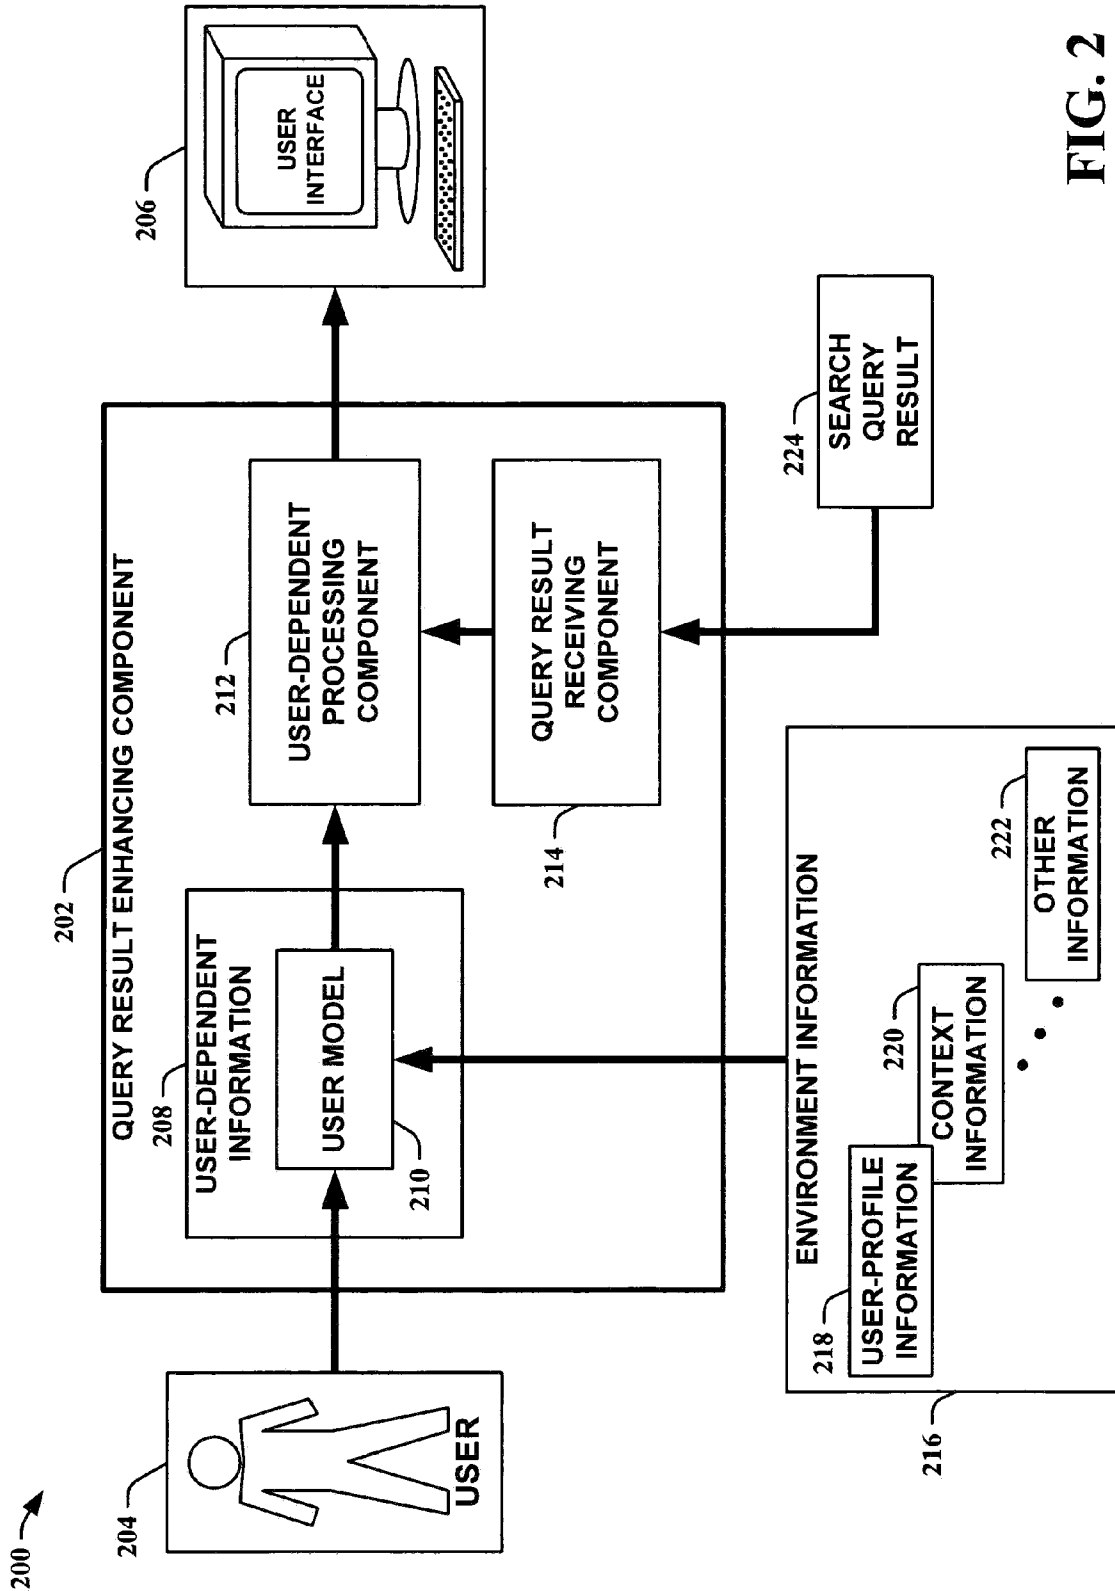 200
202
QUERY RESULT ENHANCING COMPONENT
204
USER
208
USER-DEPENDENT
INFORMATION
USER MODEL
210
212
USER-DEPENDENT
PROCESSING
COMPONENT
206
USER
INTERFACE
QUERY RESULT
RECEIVING
COMPONENT
214
224
SEARCH
QUERY
RESULT
ENVIRONMENT INFORMATION
216
218
USER-PROFILE
INFORMATION
220
CONTEXT
INFORMATION
222
OTHER
INFORMATION
FIG. 2